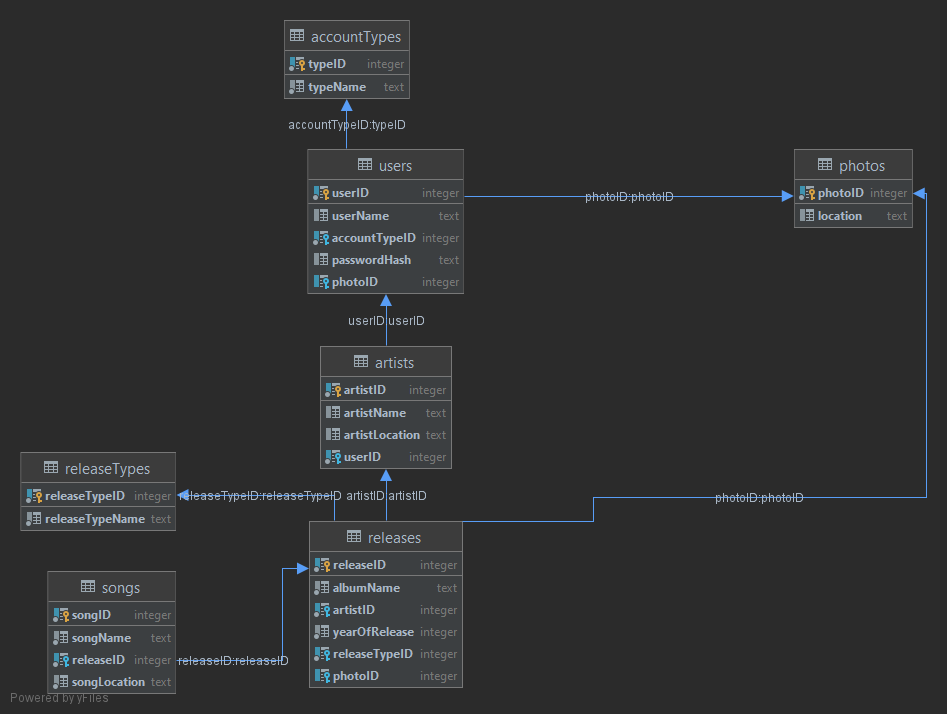 accountTypes
typeID integer
typeName text
accountTypeID:typeID
users
userID integer
userName text
accountTypeID integer
passwordHash text
photoID integer
photoID:photoID
photos
photoID integer
location text
userID:userID
artists
artistID integer
artistName text
artistLocation text
userID integer
releaseTypes
releaseTypeID integer
releaseTypeName text
releaseTypeID:releaseTypeID
artistID:artistID
photoID:photoID
releases
releaseID integer
albumName text
artistID integer
yearOfRelease integer
releaseTypeID integer
photoID integer
songs
songID integer
songName text
releaseID integer
songLocation text
releaseID:releaseID
Powered by yFiles